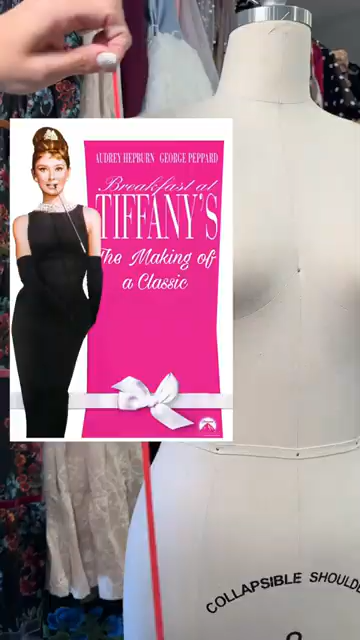 AUDREY HEPBURN GEORGE PEPPARD
Breakfast at
TIFFANY'S
The Making of
a Classic
COLLAPSIBLE SHOULDE